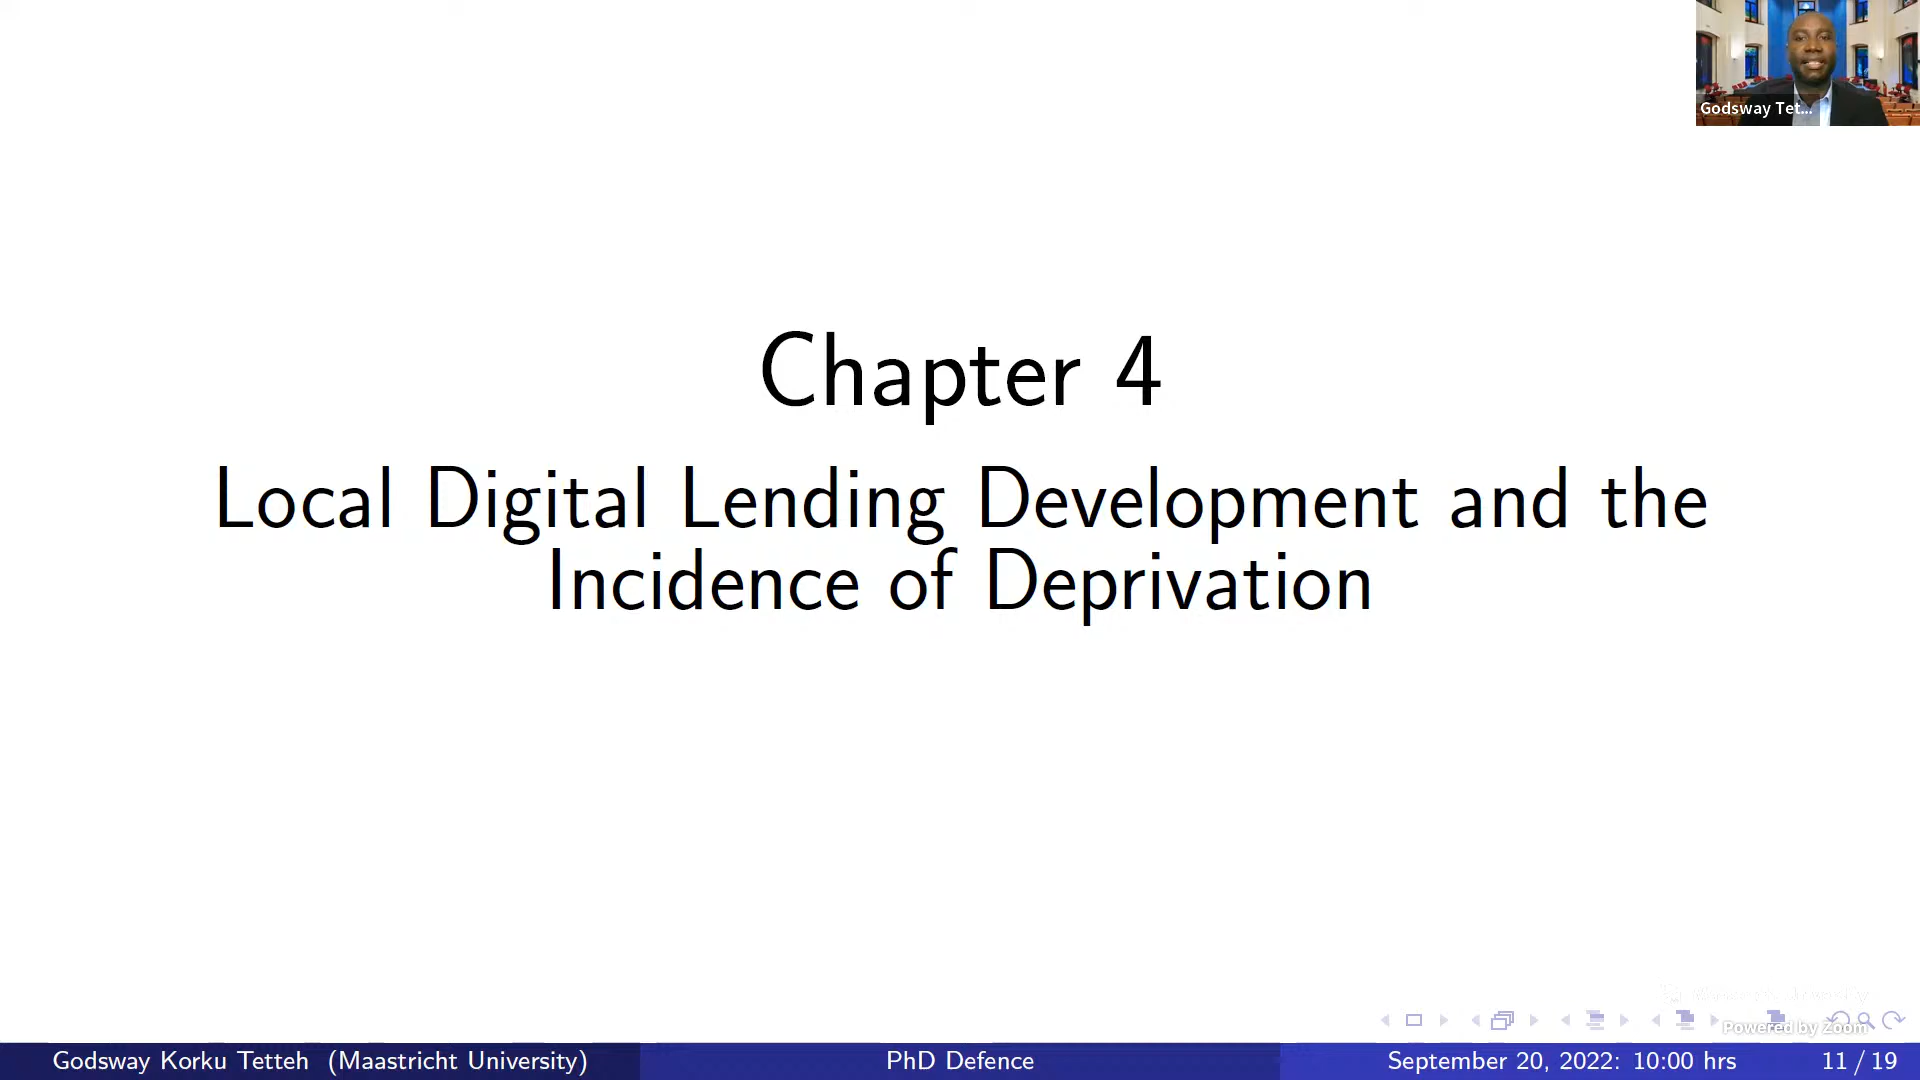 Godsway Tet...
Chapter 4
Local Digital Lending Development and the
Incidence of Deprivation
Powered by Zoom
Godsway Korku Tetteh (Maastricht University)
PhD Defence
September 20, 2022: 10:00 hrs
11 / 19